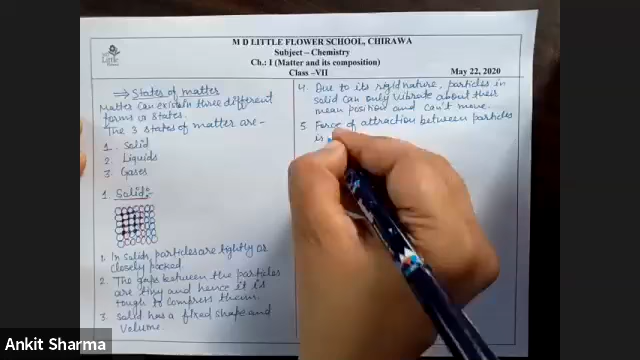 Little
M D LITTLE FLOWER SCHOOL, CHIRAWA
Subject – Chemistry
Ch.: I (Matter and its composition)
Class –VII
May 22, 2020
⇒ States of matter
Matter can exist in three different
forms or states.
The 3 states of matter are -
1. Solid
2. Liquids
3. Gases
1. Solid:-
1. In solid, particles are tightly or
closely packed.
2. The gaps between the particles
are tiny and hence it is
tough to compress them.
3. Solid has a fixed shape and
volume.
4. Due to its rigid nature, particles in
solid can only vibrate about their
mean position and can't move.
5 Force of attraction between particles
is
Ankit Sharma